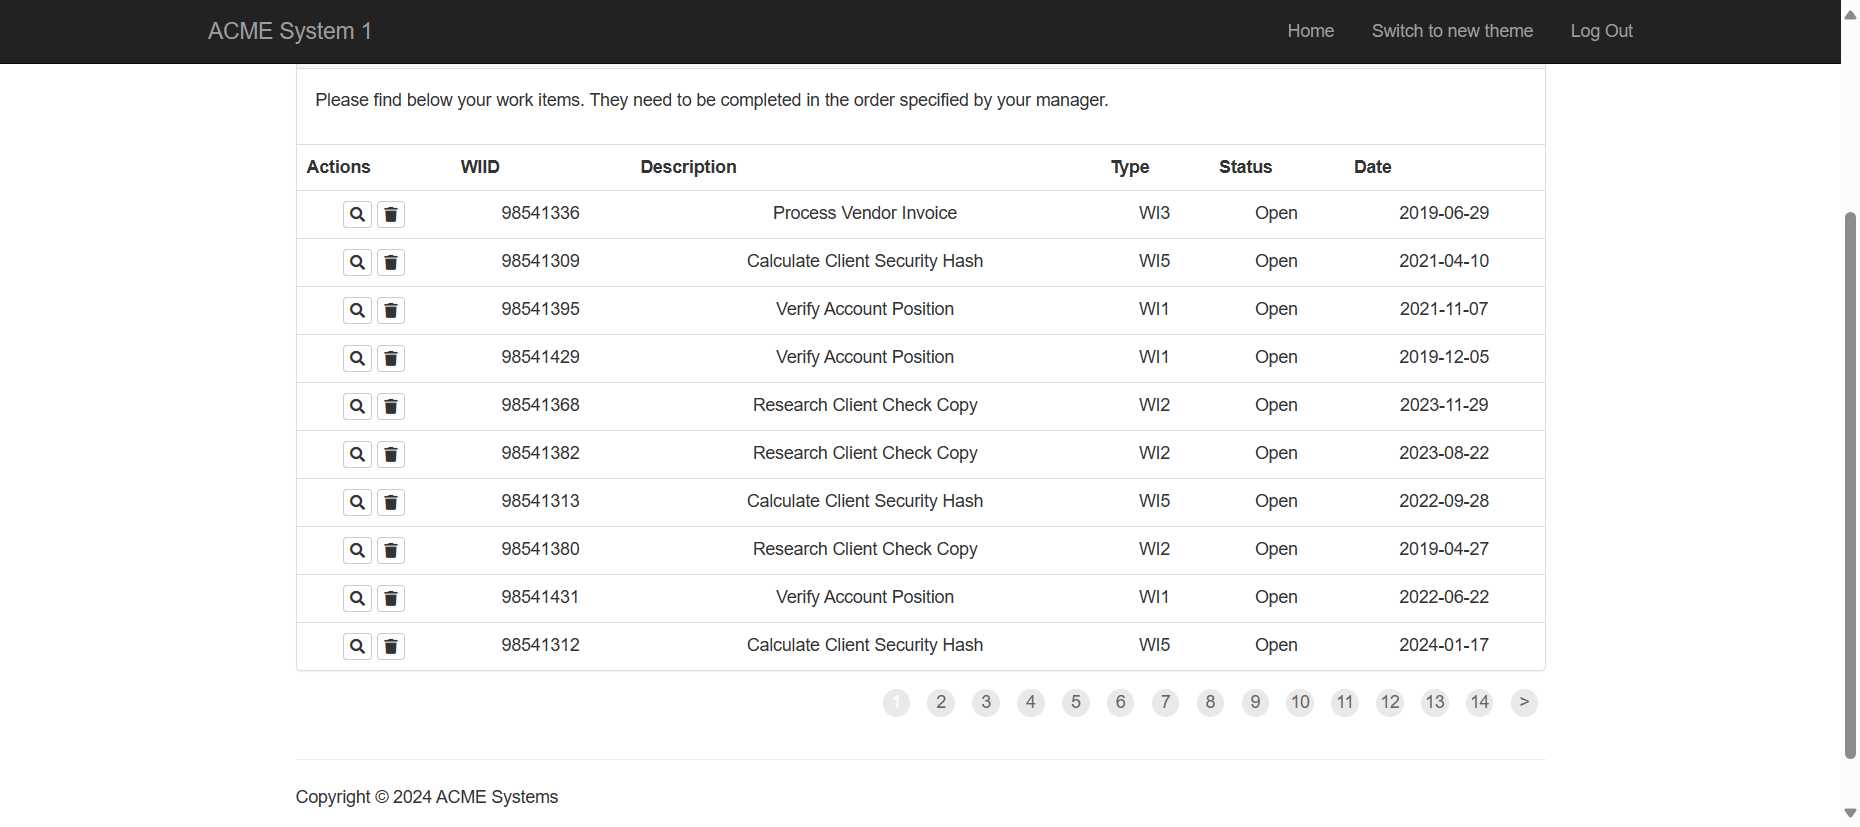 ACME System 1 Home Switch to new theme Log Out
Please find below your work items. They need to be completed in the order specified by your manager.
Actions WIID Description Type Status Date
98541336 Process Vendor Invoice WI3 Open 2019-06-29
98541309 Calculate Client Security Hash WI5 Open 2021-04-10
98541395 Verify Account Position WI1 Open 2021-11-07
98541429 Verify Account Position WI1 Open 2019-12-05
98541368 Research Client Check Copy WI2 Open 2023-11-29
98541382 Research Client Check Copy WI2 Open 2023-08-22
98541313 Calculate Client Security Hash WI5 Open 2022-09-28
98541380 Research Client Check Copy WI2 Open 2019-04-27
98541431 Verify Account Position WI1 Open 2022-06-22
98541312 Calculate Client Security Hash WI5 Open 2024-01-17
1 2 3 4 5 6 7 8 9 10 11 12 13 14 >
Copyright © 2024 ACME Systems